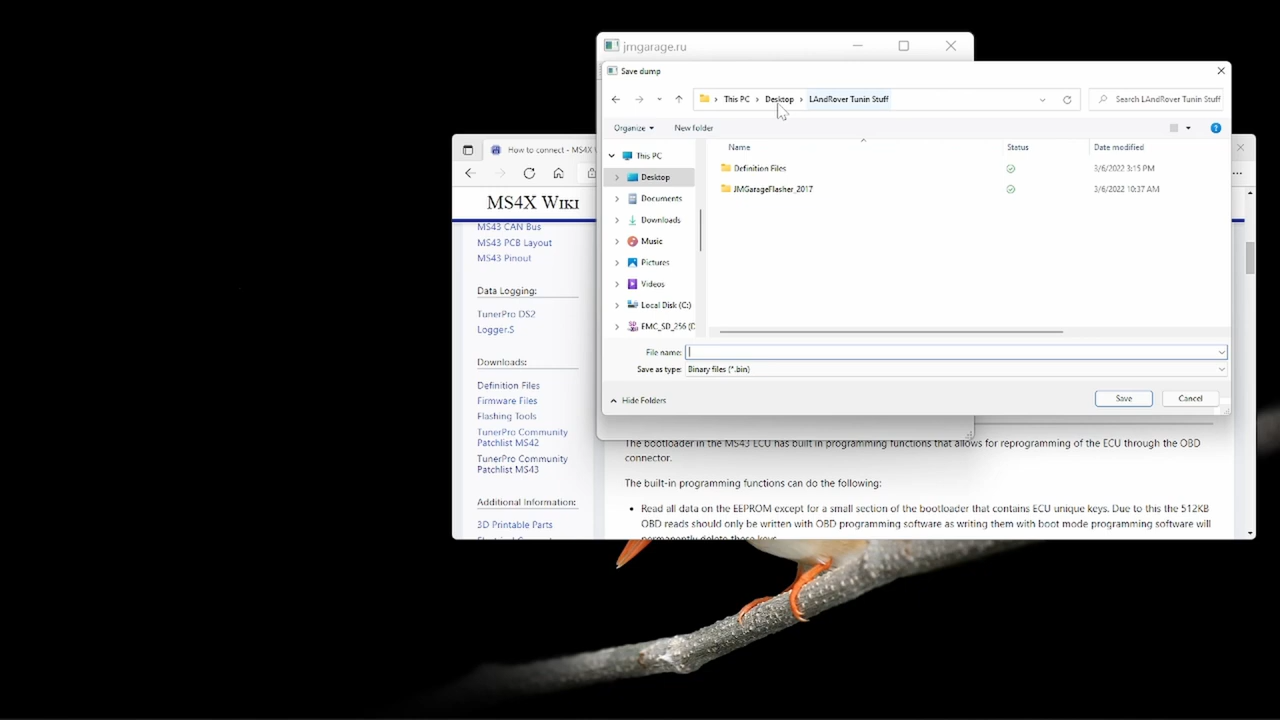 jmgarage.ru
Save dump
This PC > Desktop > LAndRover Tunin Stuff
Search LAndRover Tunin Stuff
Organize
New folder
Name
Status
Date modified
This PC
Desktop
Documents
Downloads
Music
Pictures
Videos
Local Disk (C:)
EMC_SD_256 (D
Definition Files
3/6/2022 3:15 PM
JMGarageFlasher_2017
3/6/2022 10:37 AM
File name:
Save as type:
Binary files (*.bin)
Hide Folders
Save
Cancel
How to connect - MS4X
MS4X Wiki
MS43 CAN Bus
MS43 PCB Layout
MS43 Pinout
Data Logging:
TunerPro DS2
Logger.$
Downloads:
Definition Files
Firmware Files
Flashing Tools
TunerPro Community
Patchlist MS42
TunerPro Community
Patchlist MS43
Additional Information:
3D Printable Parts
The bootloader in the MS43 ECU has built in programming functions that allows for reprogramming of the ECU through the OBD
connector.
The built-in programming functions can do the following:
• Read all data on the EEPROM except for a small section of the bootloader that contains ECU unique keys. Due to this the 512KB
OBD reads should only be written with OBD programming software as writing them with boot mode programming software will
permanently delete these keys